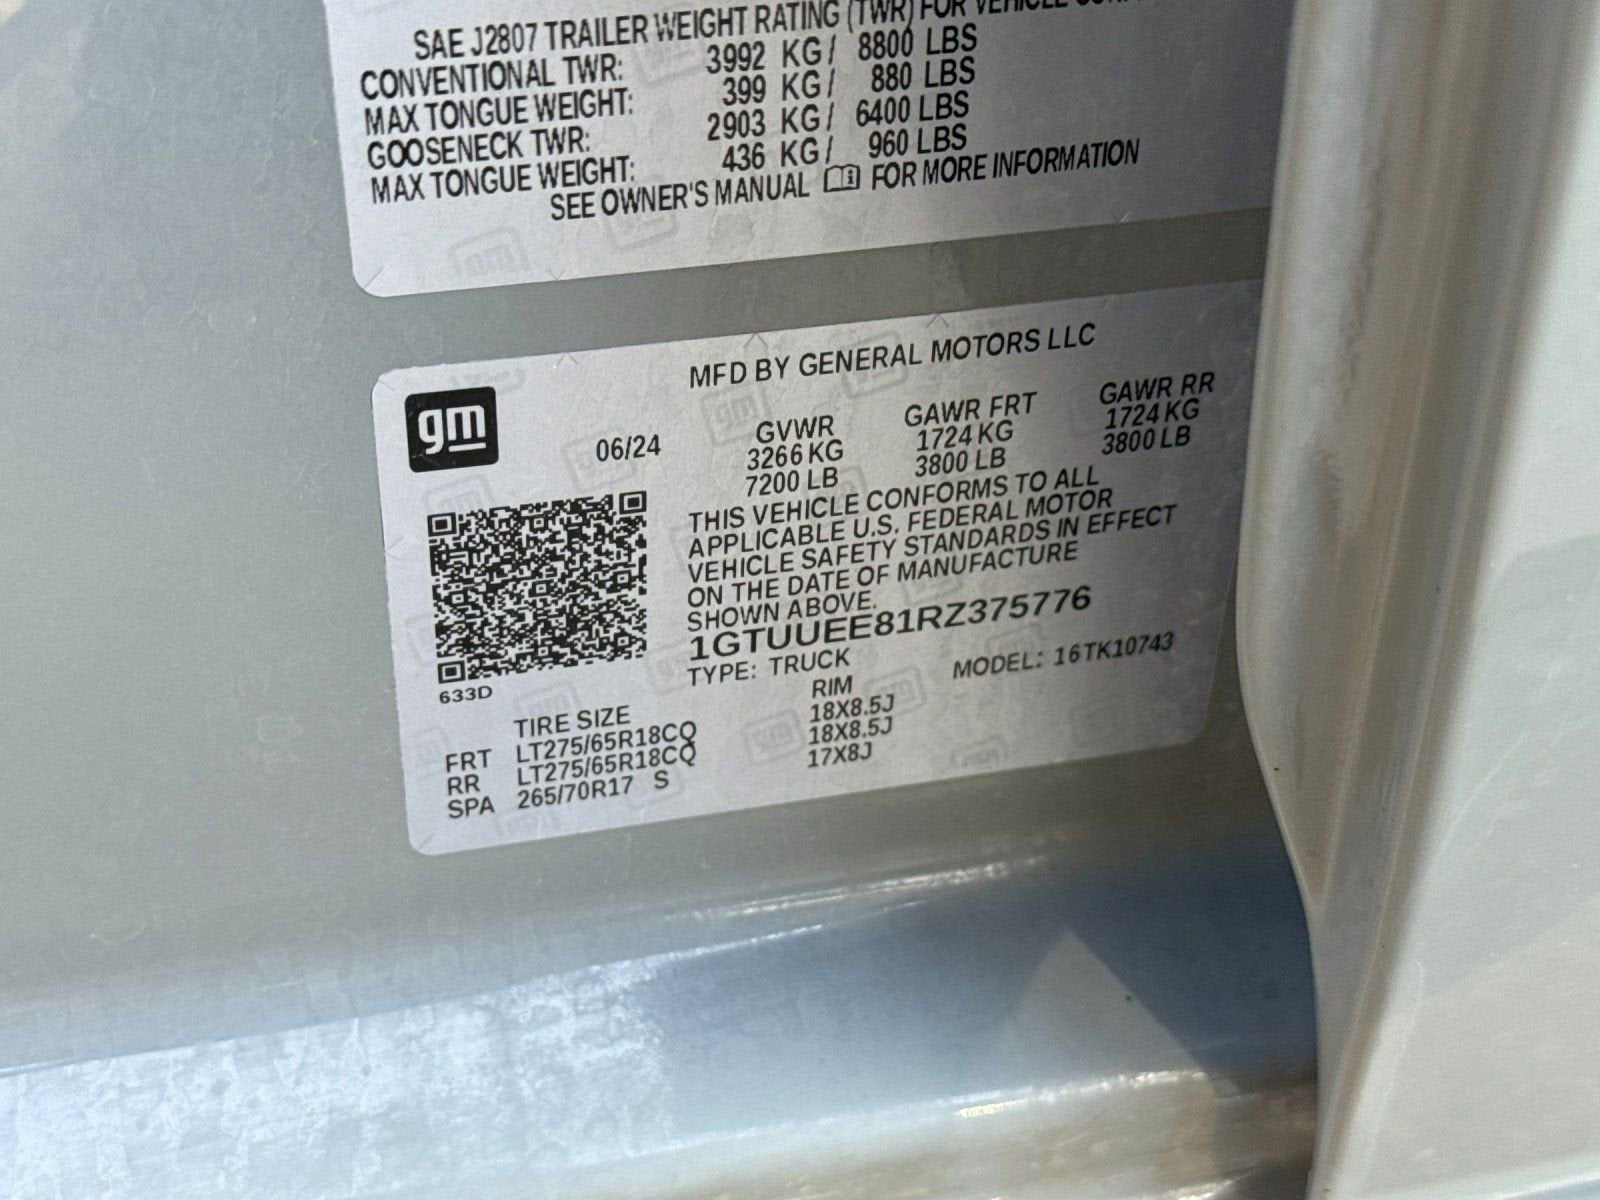 SAE J2807 TRAILER WEIGHT RATING (TWR) FOR VEHICLE
CONVENTIONAL TWR: 3992 KG / 8800 LBS
MAX TONGUE WEIGHT: 399 KG / 880 LBS
GOOSENECK TWR: 2903 KG / 6400 LBS
MAX TONGUE WEIGHT: 436 KG / 960 LBS
SEE OWNER'S MANUAL FOR MORE INFORMATION
MFD BY GENERAL MOTORS LLC
gm
06/24
GVWR GAWR FRT GAWR RR
3266 KG 1724 KG 1724 KG
7200 LB 3800 LB 3800 LB
THIS VEHICLE CONFORMS TO ALL
APPLICABLE U.S. FEDERAL MOTOR
VEHICLE SAFETY STANDARDS IN EFFECT
ON THE DATE OF MANUFACTURE
SHOWN ABOVE.
1GTUUEE81RZ375776
TYPE: TRUCK MODEL: 16TK10743
633D
TIRE SIZE RIM
FRT LT275/65R18CQ 18X8.5J
RR LT275/65R18CQ 18X8.5J
SPA 265/70R17 S 17X8J